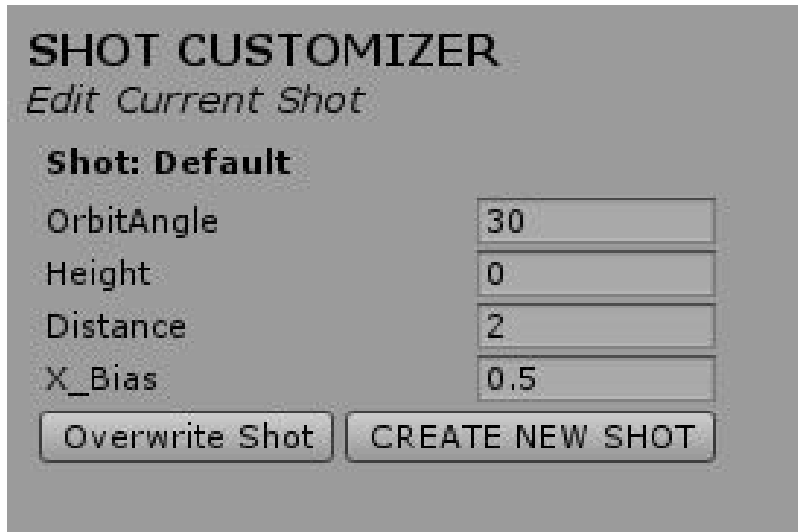 SHOT CUSTOMIZER
Edit Current Shot
Shot: Default
OrbitAngle 30
Height 0
Distance 2
X_Bias 0.5
Overwrite Shot CREATE NEW SHOT